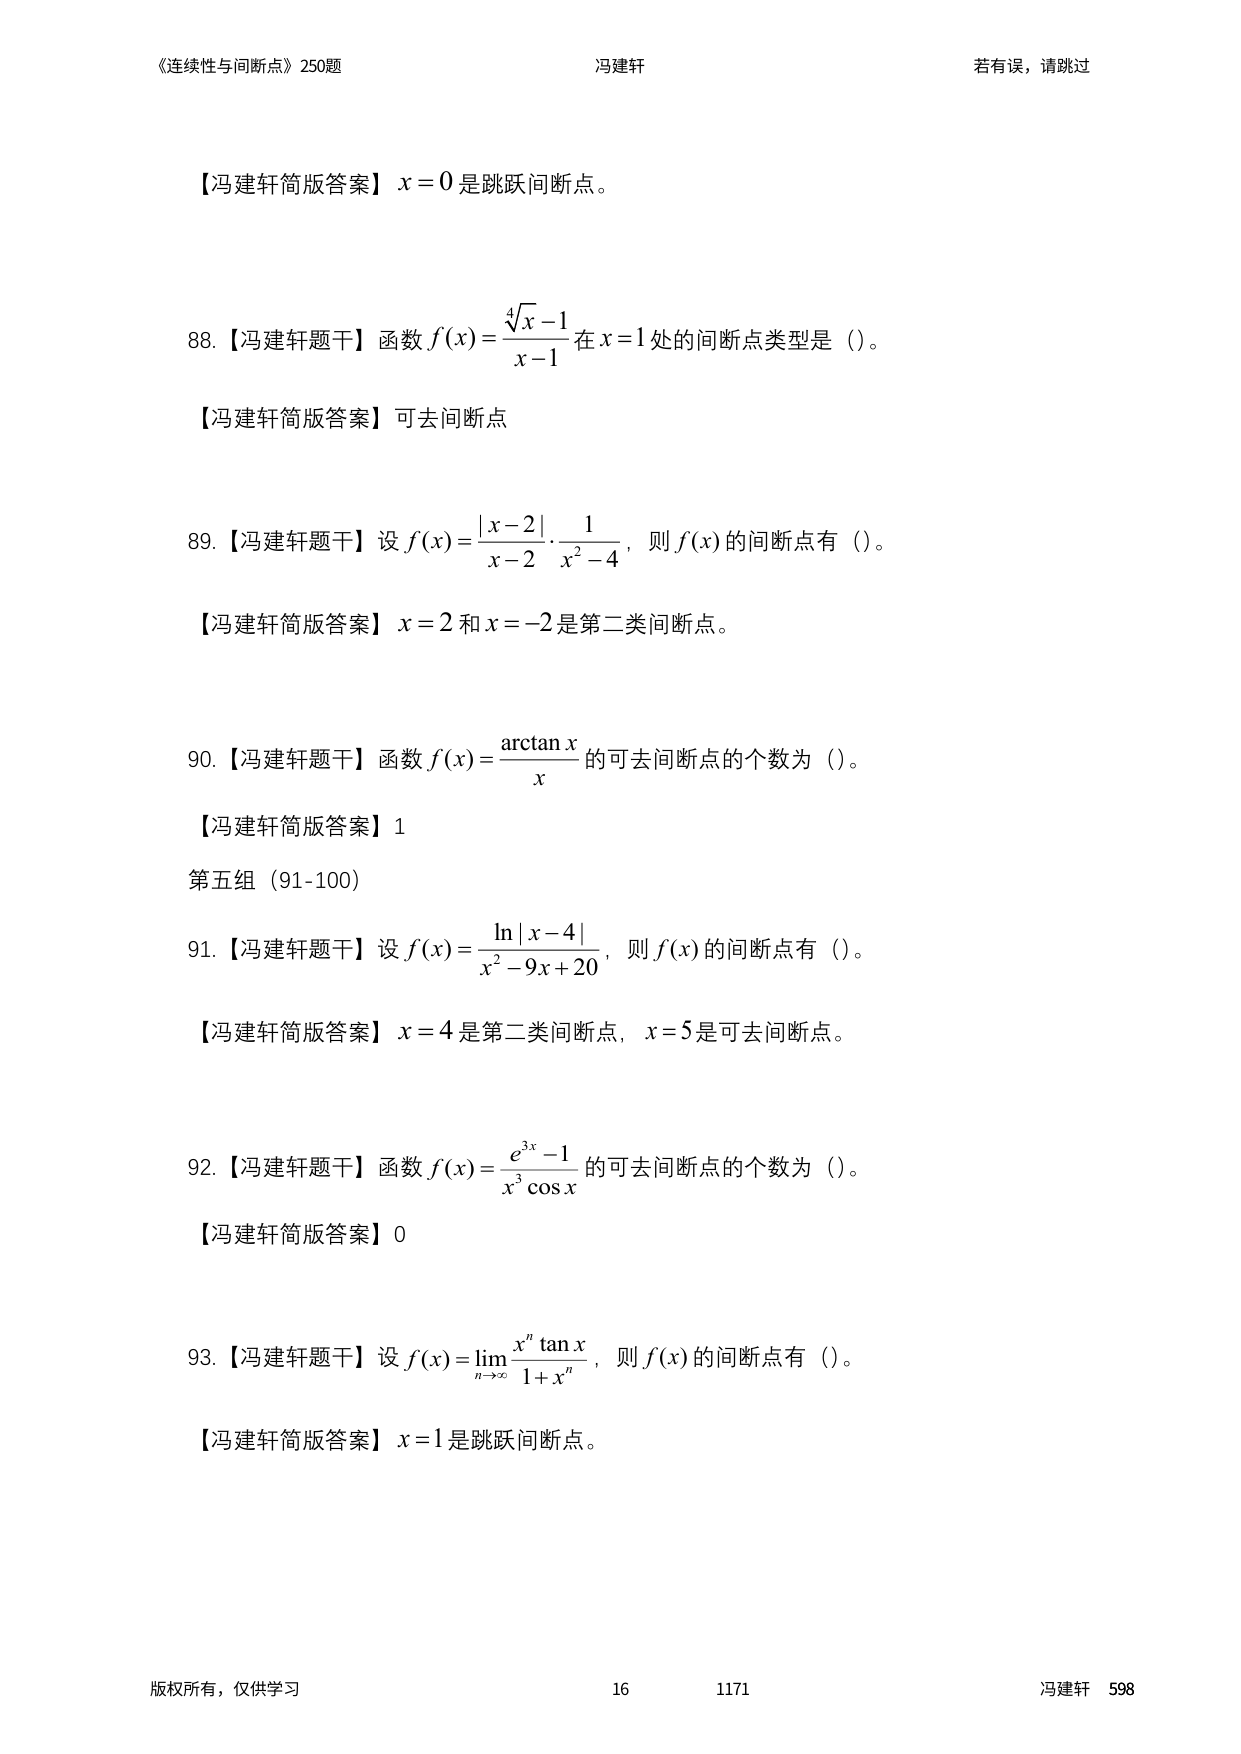 《连续性与间断点》250题 冯建轩 若有误，请跳过
【冯建轩简版答案】 x = 0 是跳跃间断点。
88.【冯建轩题干】函数 f(x) = \frac{\sqrt[4]{x} - 1}{x - 1} 在 x = 1 处的间断点类型是（）。
【冯建轩简版答案】可去间断点
89.【冯建轩题干】设 f(x) = \frac{| x - 2 |}{x - 2} · \frac{1}{x^2 - 4}，则 f(x) 的间断点有（）。
【冯建轩简版答案】 x = 2 和 x = -2 是第二类间断点。
90.【冯建轩题干】函数 f(x) = \frac{\arctan x}{x} 的可去间断点的个数为（）。
【冯建轩简版答案】1
第五组（91-100）
91.【冯建轩题干】设 f(x) = \frac{\ln | x - 4 |}{x^2 - 9x + 20}，则 f(x) 的间断点有（）。
【冯建轩简版答案】 x = 4 是第二类间断点， x = 5 是可去间断点。
92.【冯建轩题干】函数 f(x) = \frac{e^{3x} - 1}{x^3 \cos x} 的可去间断点的个数为（）。
【冯建轩简版答案】0
93.【冯建轩题干】设 f(x) = \lim_{n→∞} \frac{x^n \tan x}{1 + x^n}，则 f(x) 的间断点有（）。
【冯建轩简版答案】 x = 1 是跳跃间断点。
版权所有，仅供学习 16 1171 冯建轩 598